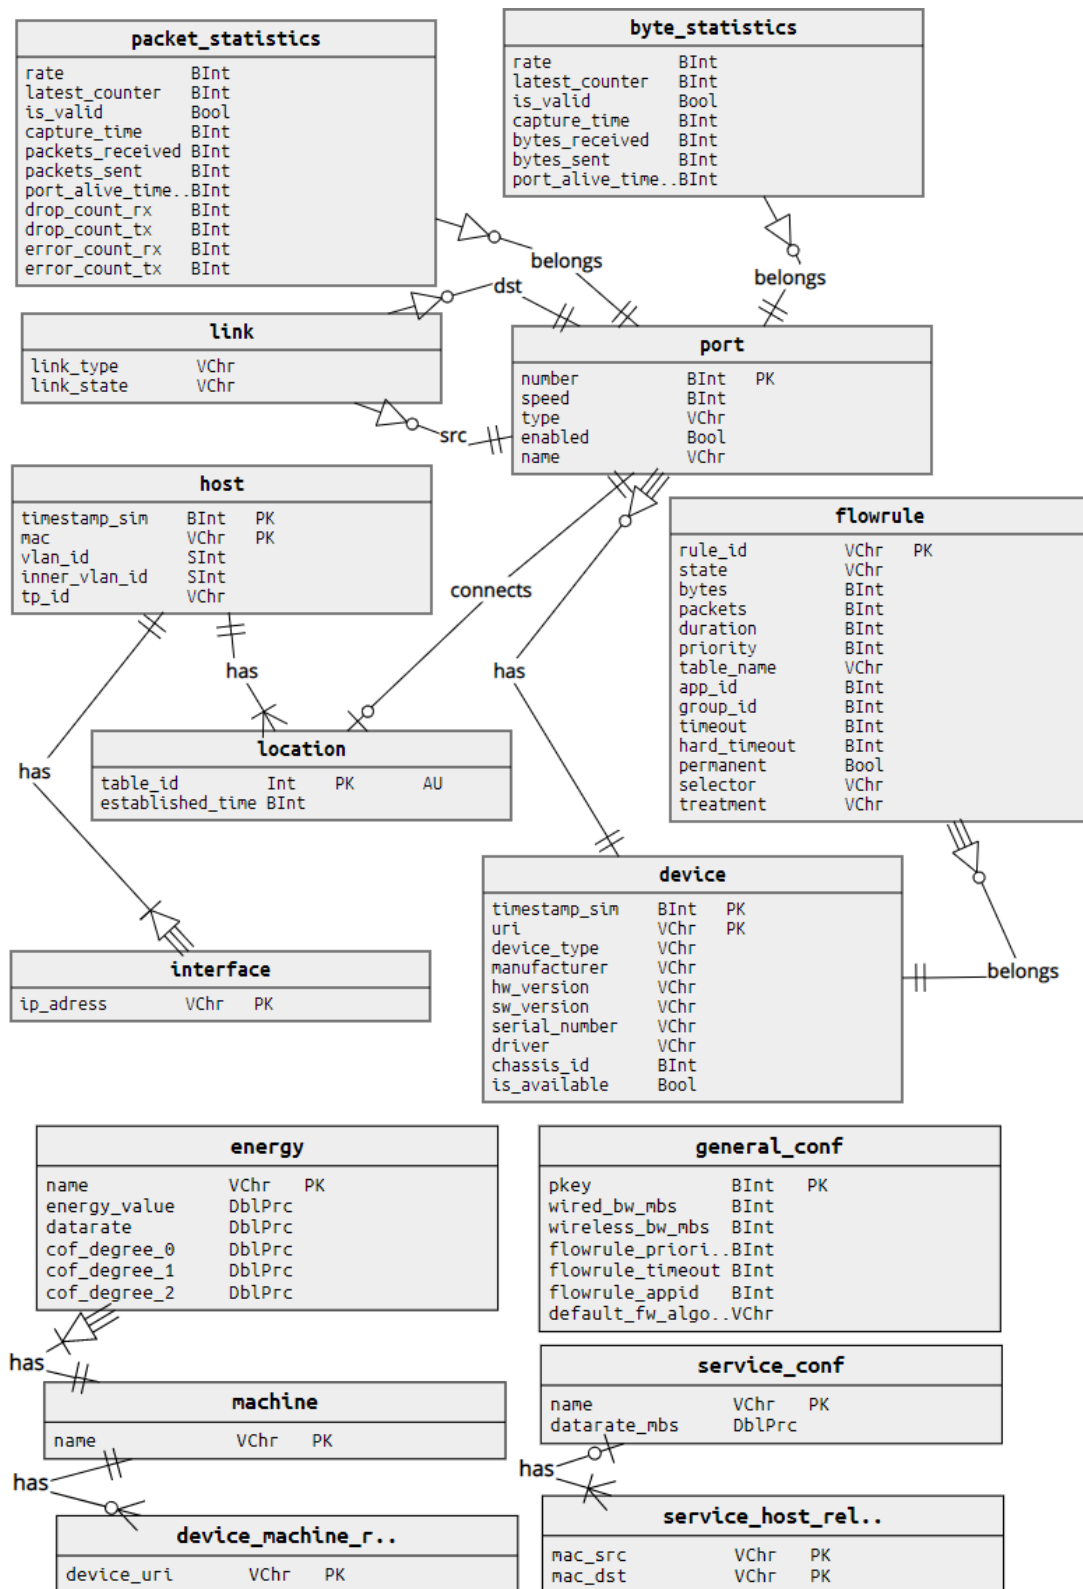 packet_statistics
rate BInt
latest_counter BInt
is_valid Bool
capture_time BInt
packets_received BInt
packets_sent BInt
port_alive_time.. BInt
drop_count_rx BInt
drop_count_tx BInt
error_count_rx BInt
error_count_tx BInt
byte_statistics
rate BInt
latest_counter BInt
is_valid Bool
capture_time BInt
bytes_received BInt
bytes_sent BInt
port_alive_time..BInt
belongs
belongs
dst
link
link_type VChr
link_state VChr
src
port
number BInt PK
speed BInt
type VChr
enabled Bool
name VChr
host
timestamp_sim BInt PK
mac VChr PK
vlan_id SInt
inner_vlan_id SInt
tp_id VChr
flowrule
rule_id VChr PK
state VChr
bytes BInt
packets BInt
duration BInt
priority BInt
table_name VChr
app_id BInt
group_id BInt
timeout BInt
hard_timeout BInt
permanent Bool
selector VChr
treatment VChr
connects
has
has
has
location
table_id Int PK AU
established_time BInt
device
timestamp_sim BInt PK
uri VChr PK
device_type VChr
manufacturer VChr
hw_version VChr
sw_version VChr
serial_number VChr
driver VChr
chassis_id BInt
is_available Bool
belongs
interface
ip_adress VChr PK
energy
name VChr PK
energy_value DblPrc
datarate DblPrc
cof_degree_0 DblPrc
cof_degree_1 DblPrc
cof_degree_2 DblPrc
general_conf
pkey BInt PK
wired_bw_mbs BInt
wireless_bw_mbs BInt
flowrule_priori..BInt
flowrule_timeout BInt
flowrule_appid BInt
default_fw_algo..VChr
has
machine
name VChr PK
service_conf
name VChr PK
datarate_mbs DblPrc
has
has
device_machine_r..
device_uri VChr PK
service_host_rel..
mac_src VChr PK
mac_dst VChr PK